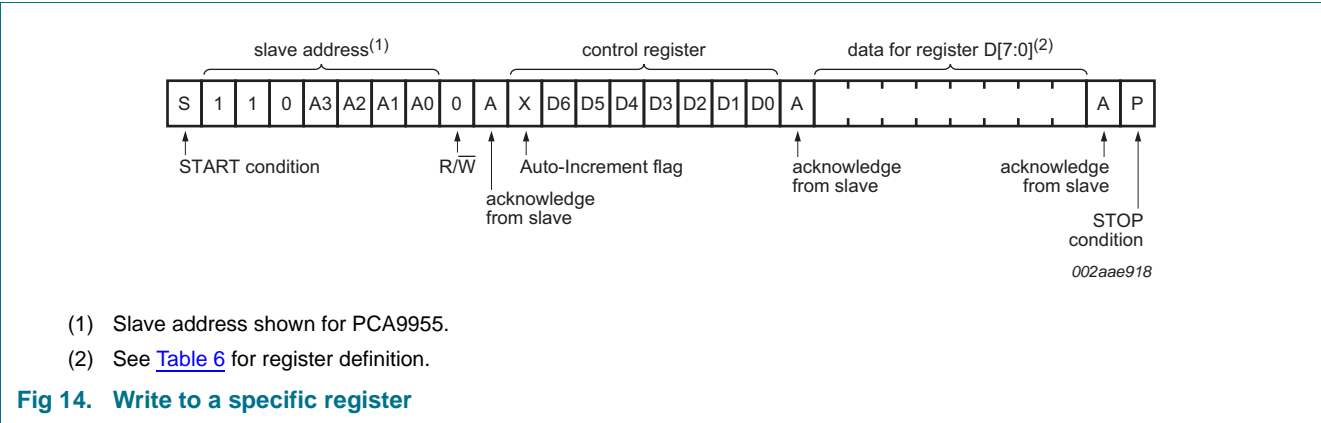 slave address(1) control register data for register D[7:0](2)
S 1 1 0 A3 A2 A1 A0 0 A X D6 D5 D4 D3 D2 D1 D0 A A P
START condition R/W̅ Auto-Increment flag acknowledge from slave acknowledge from slave
acknowledge from slave
STOP condition
002aae918
(1) Slave address shown for PCA9955.
(2) See Table 6 for register definition.
Fig 14. Write to a specific register